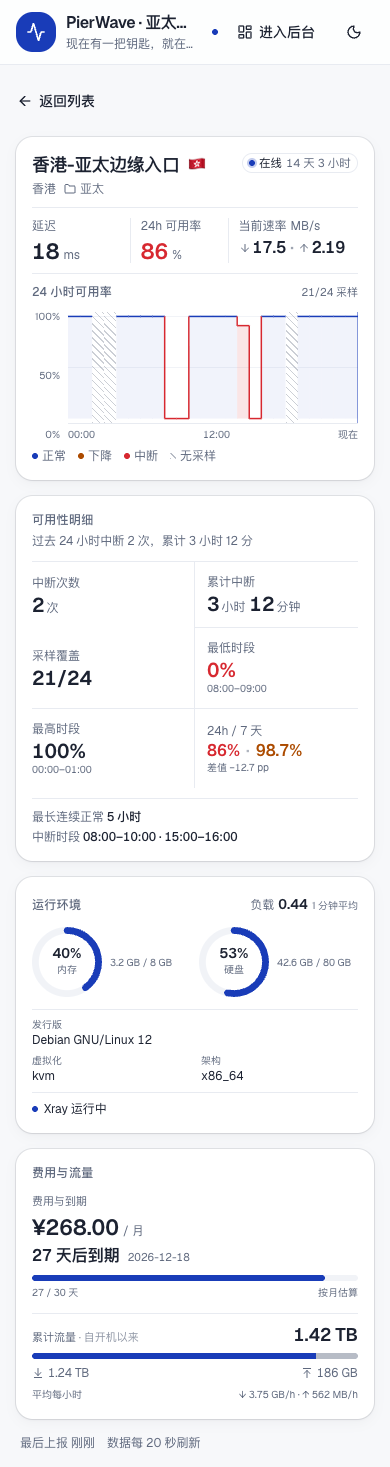 PierWave · 亚太...
现在有一把钥匙，就在...
进入后台
返回列表
香港-亚太边缘入口
在线 14 天 3 小时
香港 亚太
延迟
18 ms
24h 可用率
86 %
当前速率 MB/s
↓ 17.5 · ↑ 2.19
24 小时可用率
21/24 采样
100%
50%
0%
00:00
12:00
现在
正常 下降 中断 无采样
可用性明细
过去 24 小时中断 2 次，累计 3 小时 12 分
中断次数
2 次
累计中断
3 小时 12 分钟
采样覆盖
21/24
最低时段
0%
08:00–09:00
最高时段
100%
00:00–01:00
24h / 7 天
86% · 98.7%
差值 −12.7 pp
最长连续正常 5 小时
中断时段 08:00–10:00 · 15:00–16:00
运行环境
负载 0.44 1 分钟平均
40%
内存
3.2 GB / 8 GB
53%
硬盘
42.6 GB / 80 GB
发行版
Debian GNU/Linux 12
虚拟化
kvm
架构
x86_64
Xray 运行中
费用与流量
费用与到期
¥268.00 / 月
27 天后到期 2026-12-18
27 / 30 天
按月估算
累计流量 · 自开机以来
1.42 TB
1.24 TB
186 GB
平均每小时
↓ 3.75 GB/h · ↑ 562 MB/h
最后上报 刚刚 数据每 20 秒刷新